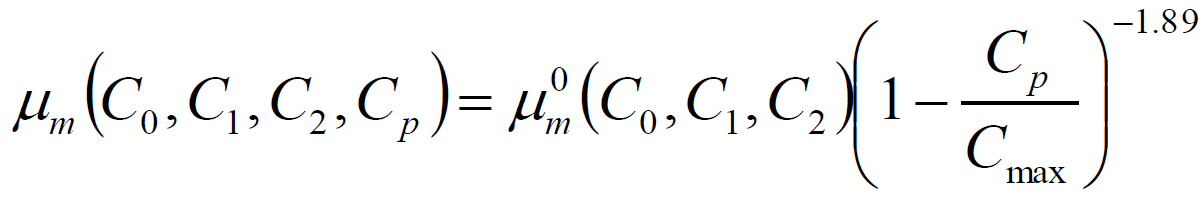 μ_m(C_0, C_1, C_2, C_p) = μ_m^0(C_0, C_1, C_2)(1 − C_p/C_max)^−1.89